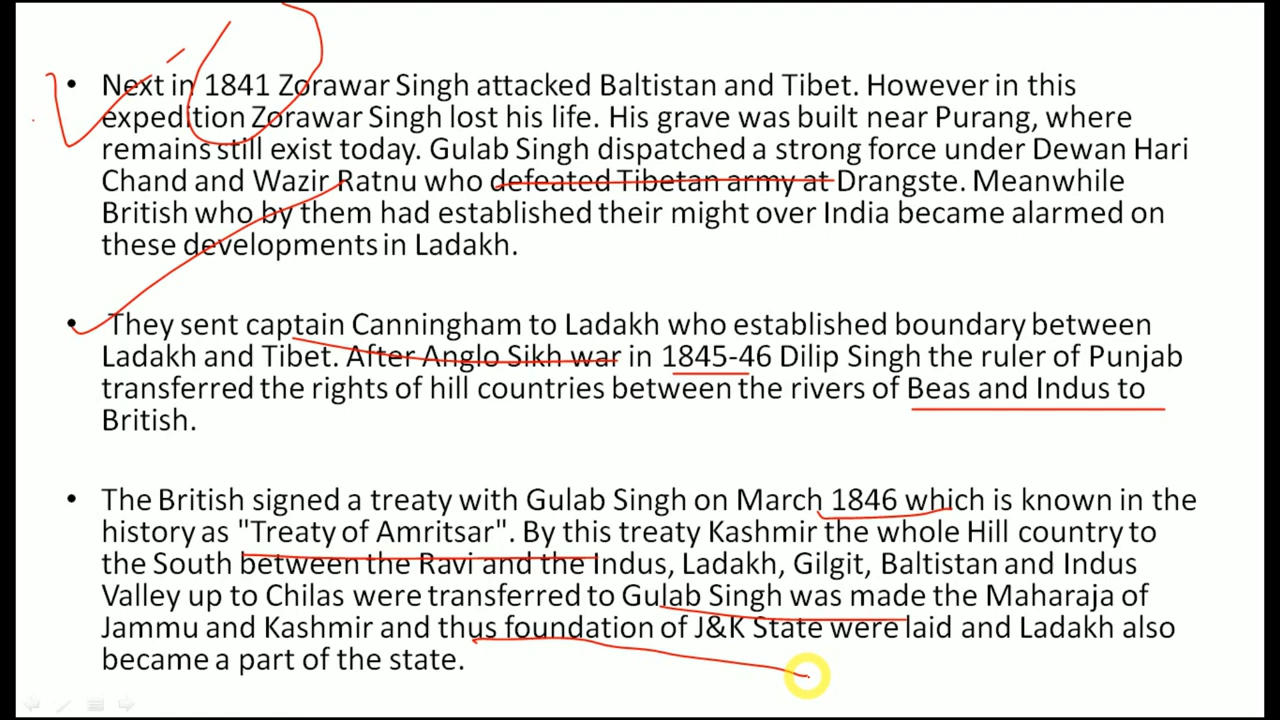 • Next in 1841 Zorawar Singh attacked Baltistan and Tibet. However in this
expedition Zorawar Singh lost his life. His grave was built near Purang, where
remains still exist today. Gulab Singh dispatched a strong force under Dewan Hari
Chand and Wazir Ratnu who defeated Tibetan army at Drangste. Meanwhile
British who by them had established their might over India became alarmed on
these developments in Ladakh.
• They sent captain Canningham to Ladakh who established boundary between
Ladakh and Tibet. After Anglo Sikh war in 1845-46 Dilip Singh the ruler of Punjab
transferred the rights of hill countries between the rivers of Beas and Indus to
British.
• The British signed a treaty with Gulab Singh on March 1846 which is known in the
history as "Treaty of Amritsar". By this treaty Kashmir the whole Hill country to
the South between the Ravi and the Indus, Ladakh, Gilgit, Baltistan and Indus
Valley up to Chilas were transferred to Gulab Singh was made the Maharaja of
Jammu and Kashmir and thus foundation of J&K State were laid and Ladakh also
became a part of the state.